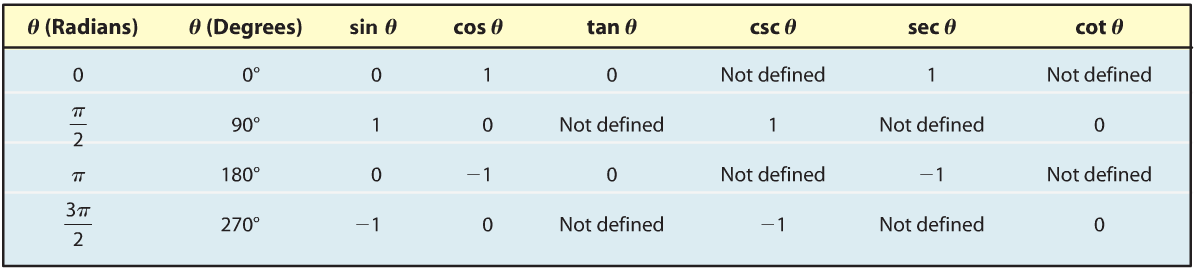 θ (Radians) θ (Degrees) sin θ cos θ tan θ csc θ sec θ cot θ
0 0° 0 1 0 Not defined 1 Not defined
π/2 90° 1 0 Not defined 1 Not defined 0
π 180° 0 −1 0 Not defined −1 Not defined
3π/2 270° −1 0 Not defined −1 Not defined 0